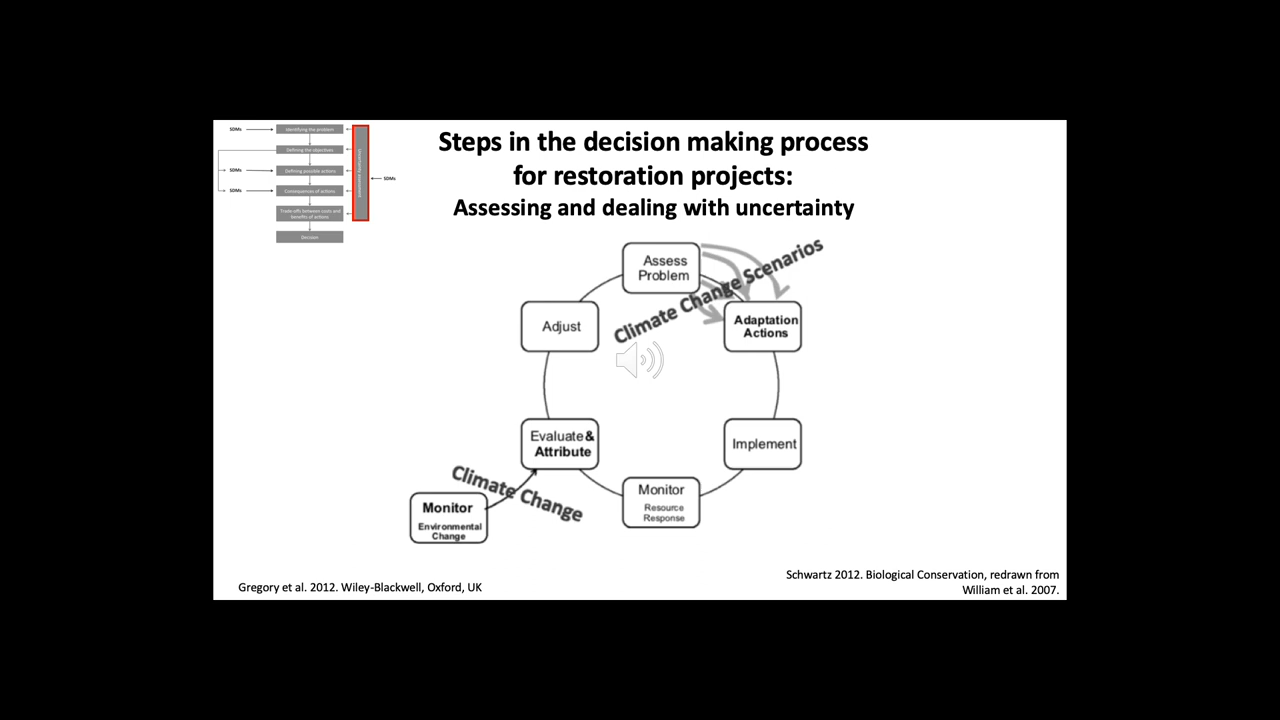 Steps in the decision making process
for restoration projects:
Assessing and dealing with uncertainty
SDMs
Identifying the problem
Defining the objectives
SDMs
Defining possible actions
SDMs
SDMs
Consequences of actions
Trade-offs between costs and
benefits of actions
Decision
Uncertainty assessment
Assess
Problem
Climate Change Scenarios
Adjust
Adaptation
Actions
Evaluate &
Attribute
Implement
Climate Change
Monitor
Resource
Response
Monitor
Environmental
Change
Gregory et al. 2012. Wiley-Blackwell, Oxford, UK
Schwartz 2012. Biological Conservation, redrawn from
William et al. 2007.